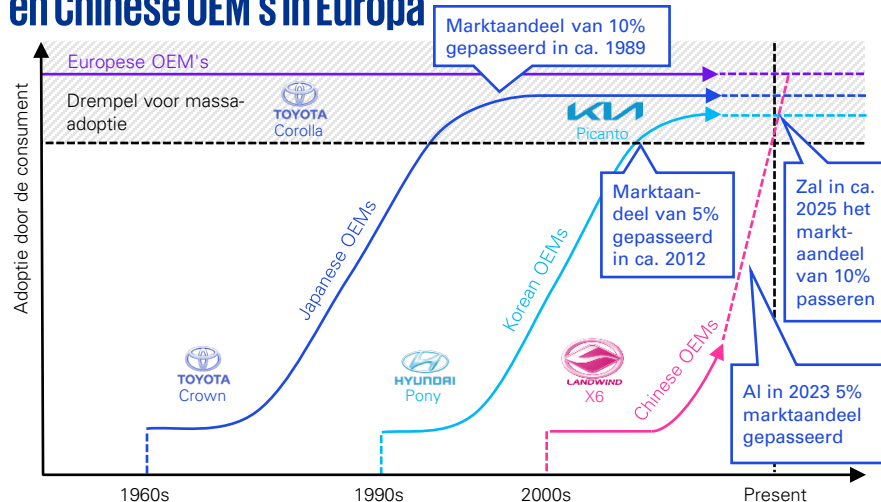 en Chinese OEM's in Europa
Marktaandeel van 10%
gepasseerd in ca. 1989
Europese OEM's
Drempel voor massa-
adoptie
TOYOTA
Corolla
KIA
Picanto
Adoptie door de consument
Marktaan-
deel van 5%
gepasseerd
in ca. 2012
Zal in ca.
2025 het
markt-
aandeel
van 10%
passeren
Japanese OEMs
Korean OEMs
Chinese OEMs
TOYOTA
Crown
HYUNDAI
Pony
LANDWIND
X6
Al in 2023 5%
marktaandeel
gepasseerd
1960s
1990s
2000s
Present